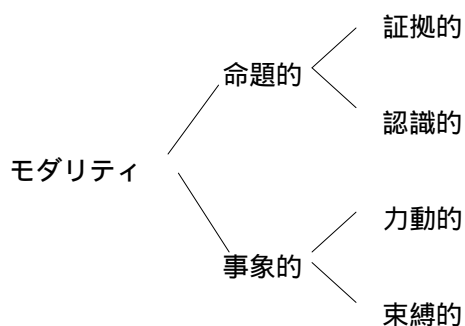 証拠的
命題的
認識的
モダリティ
力動的
事象的
束縛的